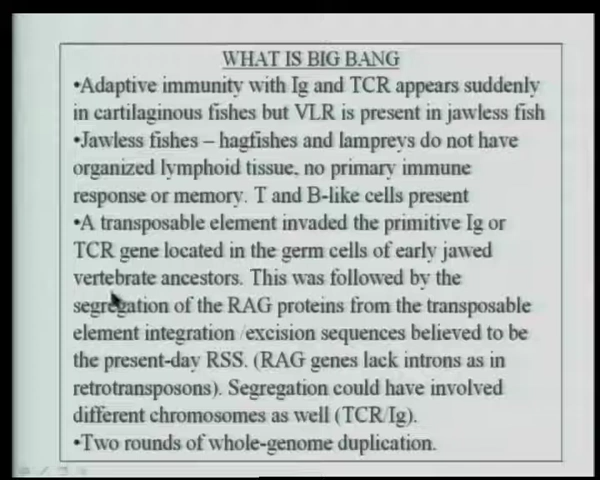 WHAT IS BIG BANG
•Adaptive immunity with Ig and TCR appears suddenly
in cartilaginous fishes but VLR is present in jawless fish
•Jawless fishes – hagfishes and lampreys do not have
organized lymphoid tissue, no primary immune
response or memory. T and B-like cells present
•A transposable element invaded the primitive Ig or
TCR gene located in the germ cells of early jawed
vertebrate ancestors. This was followed by the
segregation of the RAG proteins from the transposable
element integration /excision sequences believed to be
the present-day RSS. (RAG genes lack introns as in
retrotransposons). Segregation could have involved
different chromosomes as well (TCR/Ig).
•Two rounds of whole-genome duplication.